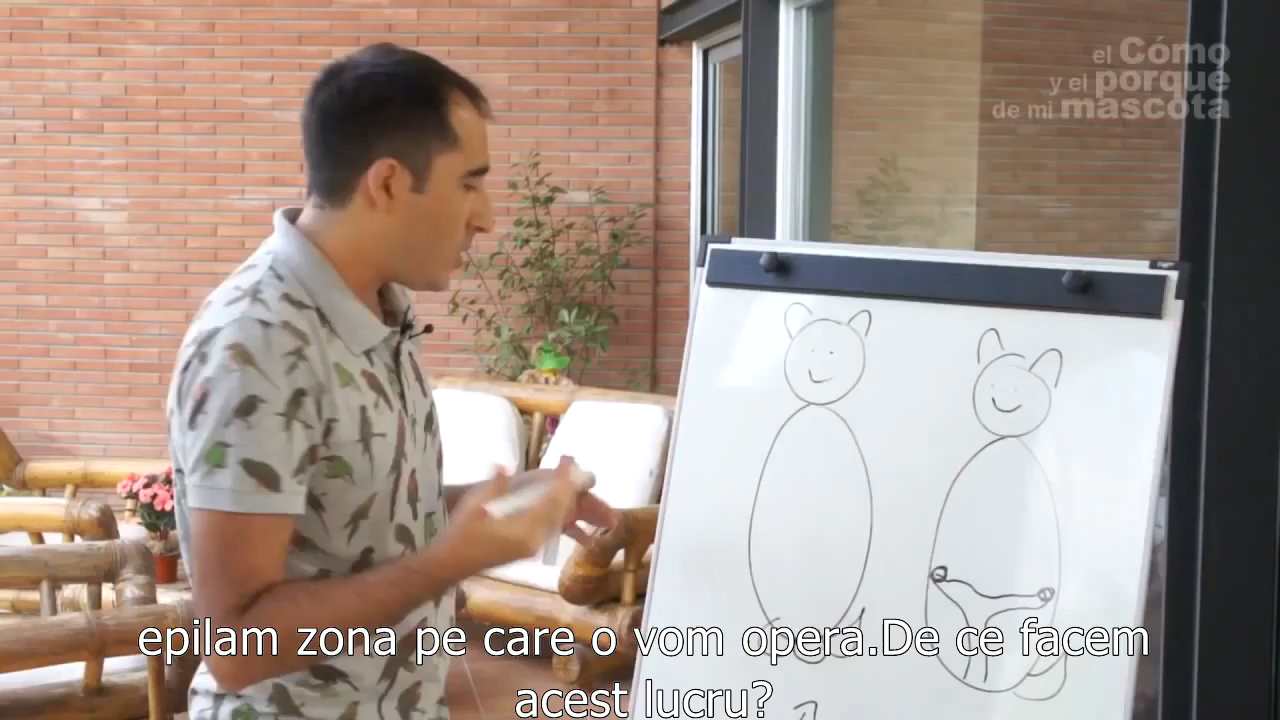 el Cómo
y el porque
de mi mascota
epilam zona pe care o vom opera.De ce facem
acest lucru?